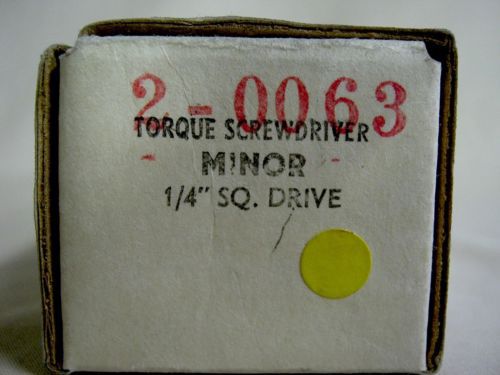 2-0063
TORQUE SCREWDRIVER
MINOR
1/4" SQ. DRIVE